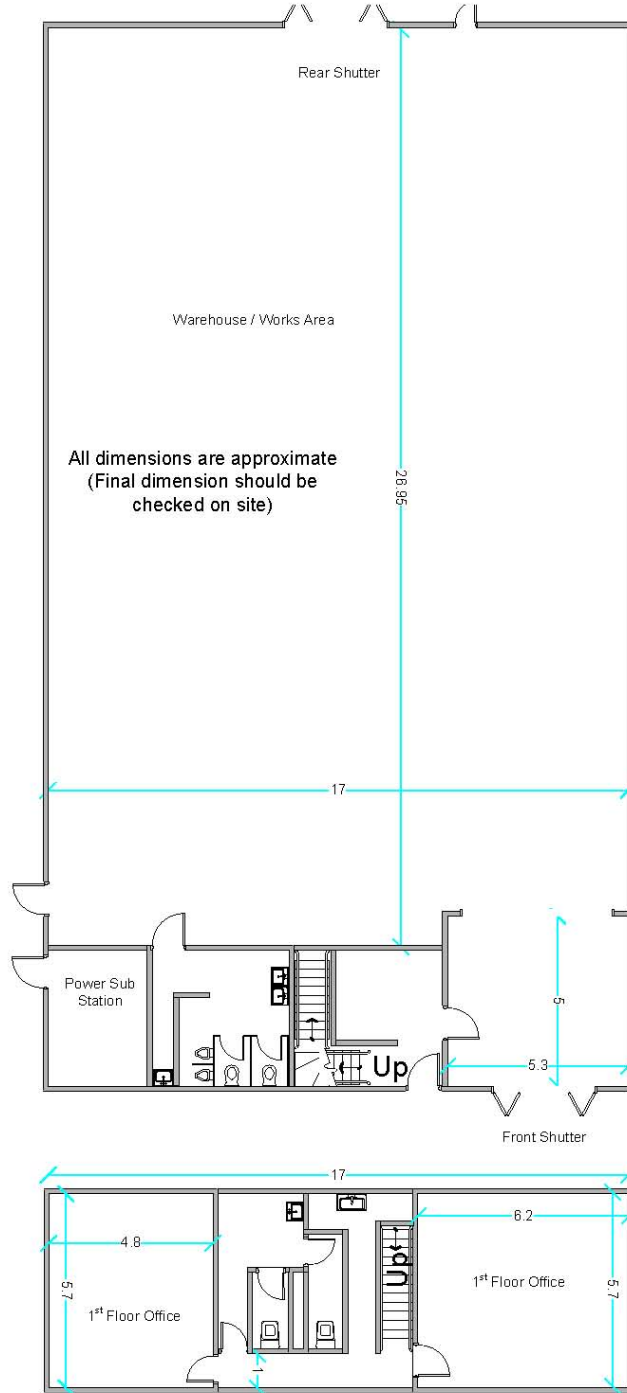 Rear Shutter
Warehouse / Works Area
All dimensions are approximate
(Final dimension should be
checked on site)
26.95
17
Power Sub
Station
Up
5
5.3
Front Shutter
17
4.8
6.2
5.7
Up
5.7
1st Floor Office
1st Floor Office
1